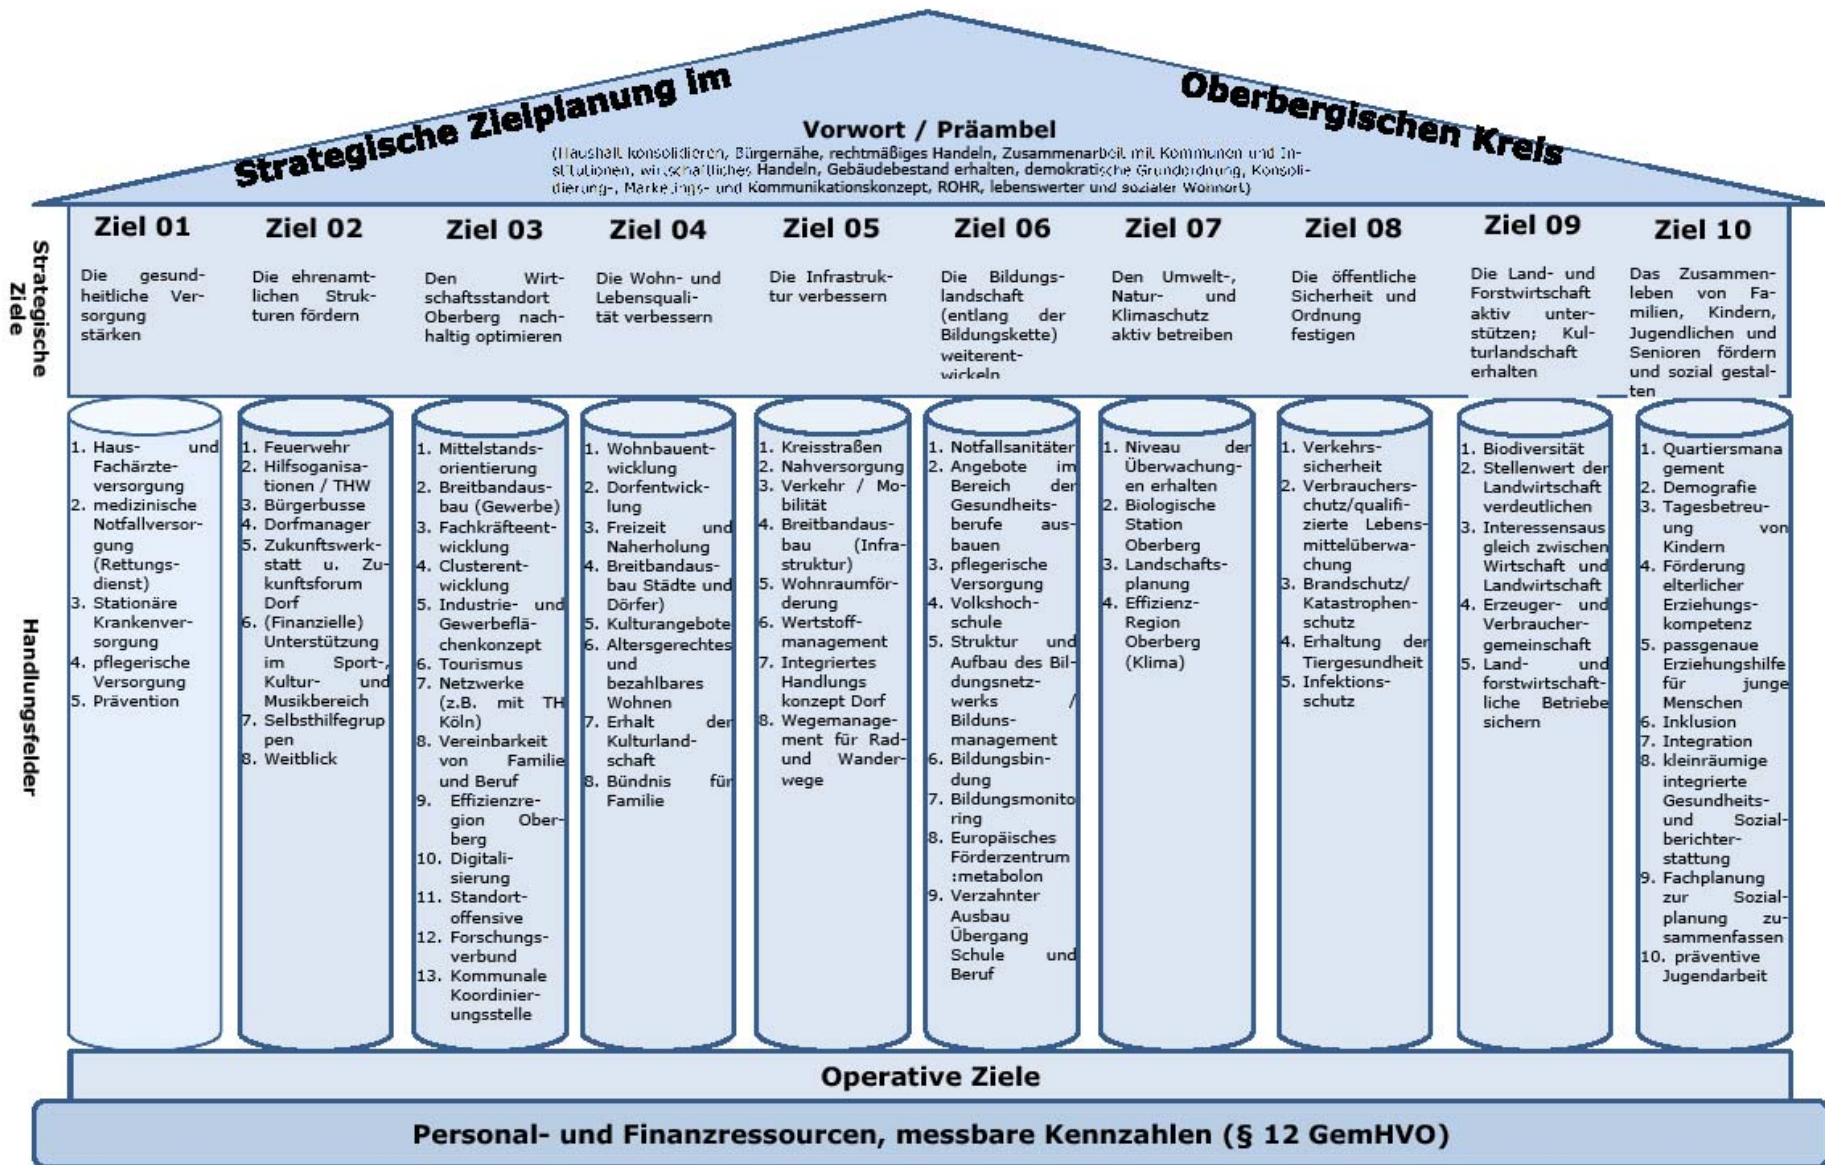 Strategische Zielplanung im
Oberbergischen Kreis
Vorwort / Präambel
(Haushalt konsolidieren, Bürgernähe, rechtmäßiges Handeln, Zusammenarbeit mit Kommunen und In-
stitutionen, wirtschaftliches Handeln, Gebäudebestand erhalten, demokratische Grundordnung, Konsoli-
dierung-, Marketings- und Kommunikationskonzept, ROHR, lebenswerter und sozialer Wohnort)
Strategische
Ziele
Ziel 01
Die gesund-
heitliche Ver-
sorgung
stärken
Ziel 02
Die ehrenamt-
lichen Struk-
turen fördern
Ziel 03
Den Wirt-
schaftsstandort
Oberberg nach-
haltig optimieren
Ziel 04
Die Wohn- und
Lebensquali-
tät verbessern
Ziel 05
Die Infrastruk-
tur verbessern
Ziel 06
Die Bildungs-
landschaft
(entlang der
Bildungskette)
weiterent-
wickeln
Ziel 07
Den Umwelt-,
Natur- und
Klimaschutz
aktiv betreiben
Ziel 08
Die öffentliche
Sicherheit und
Ordnung
festigen
Ziel 09
Die Land- und
Forstwirtschaft
aktiv unter-
stützen; Kul-
turlandschaft
erhalten
Ziel 10
Das Zusammen-
leben von Fa-
milien, Kindern,
Jugendlichen und
Senioren fördern
und sozial gestal-
ten
Handlungsfelder
1. Haus- und
Fachärzte-
versorgung
2. medizinische
Notfallversor-
gung
(Rettungs-
dienst)
3. Stationäre
Krankenver-
sorgung
4. pflegerische
Versorgung
5. Prävention
1. Feuerwehr
2. Hilfsoganisa-
tionen / THW
3. Bürgerbusse
4. Dorfmanager
5. Zukunftswerk-
statt u. Zu-
kunftsforum
Dorf
6. (Finanzielle)
Unterstützung
im Sport-,
Kultur- und
Musikbereich
7. Selbsthilfegrup
pen
8. Weitblick
1. Mittelstands-
orientierung
2. Breitbandaus-
bau (Gewerbe)
3. Fachkräfteent-
wicklung
4. Clusterent-
wicklung
5. Industrie- und
Gewerbeflä-
chenkonzept
6. Tourismus
7. Netzwerke
(z.B. mit TH
Köln)
8. Vereinbarkeit
von Familie
und Beruf
9. Effizienzre-
gion Ober-
berg
10. Digitali-
sierung
11. Standort-
offensive
12. Forschungs-
verbund
13. Kommunale
Koordinier-
ungsstelle
1. Wohnbauent-
wicklung
2. Dorfentwick-
lung
3. Freizeit und
Naherholung
4. Breitbandaus-
bau Städte und
Dörfer)
5. Kulturangebote
6. Altersgerechtes
und
bezahlbares
Wohnen
7. Erhalt der
Kulturland-
schaft
8. Bündnis für
Familie
1. Kreisstraßen
2. Nahversorgung
3. Verkehr / Mo-
bilität
4. Breitbandaus-
bau (Infra-
struktur)
5. Wohnraumför-
derung
6. Wertstoff-
management
7. Integriertes
Handlungs
konzept Dorf
8. Wegemanage-
ment für Rad-
und Wander-
wege
1. Notfallsanitäter
2. Angebote im
Bereich der
Gesundheits-
berufe aus-
bauen
3. pflegerische
Versorgung
4. Volkshoch-
schule
5. Struktur und
Aufbau des Bil-
dungsnetz-
werks /
Bilduns-
management
6. Bildungsbin-
dung
7. Bildungsmonito
ring
8. Europäisches
Förderzentrum
:metabolon
9. Verzahnter
Ausbau
Übergang
Schule und
Beruf
1. Niveau der
Überwachung-
en erhalten
2. Biologische
Station
Oberberg
3. Landschafts-
planung
4. Effizienz-
Region
Oberberg
(Klima)
1. Verkehrs-
sicherheit
2. Verbrauchers-
chutz/qualifi-
zierte Lebens-
mittelüberwa-
chung
3. Brandschutz/
Katastrophen-
schutz
4. Erhaltung der
Tiergesundheit
5. Infektions-
schutz
1. Biodiversität
2. Stellenwert der
Landwirtschaft
verdeutlichen
3. Interessensaus
gleich zwischen
Wirtschaft und
Landwirtschaft
4. Erzeuger- und
Verbraucher-
gemeinschaft
5. Land- und
forstwirtschaft-
liche Betriebe
sichern
1. Quartiersmana
gement
2. Demografie
3. Tagesbetreu-
ung von
Kindern
4. Förderung
elterlicher
Erziehungs-
kompetenz
5. passgenaue
Erziehungshilfe
für junge
Menschen
6. Inklusion
7. Integration
8. kleinräumige
integrierte
Gesundheits-
und Sozial-
berichter-
stattung
9. Fachplanung
zur Sozial-
planung zu-
sammenfassen
10. präventive
Jugendarbeit
Operative Ziele
Personal- und Finanzressourcen, messbare Kennzahlen (§ 12 GemHVO)